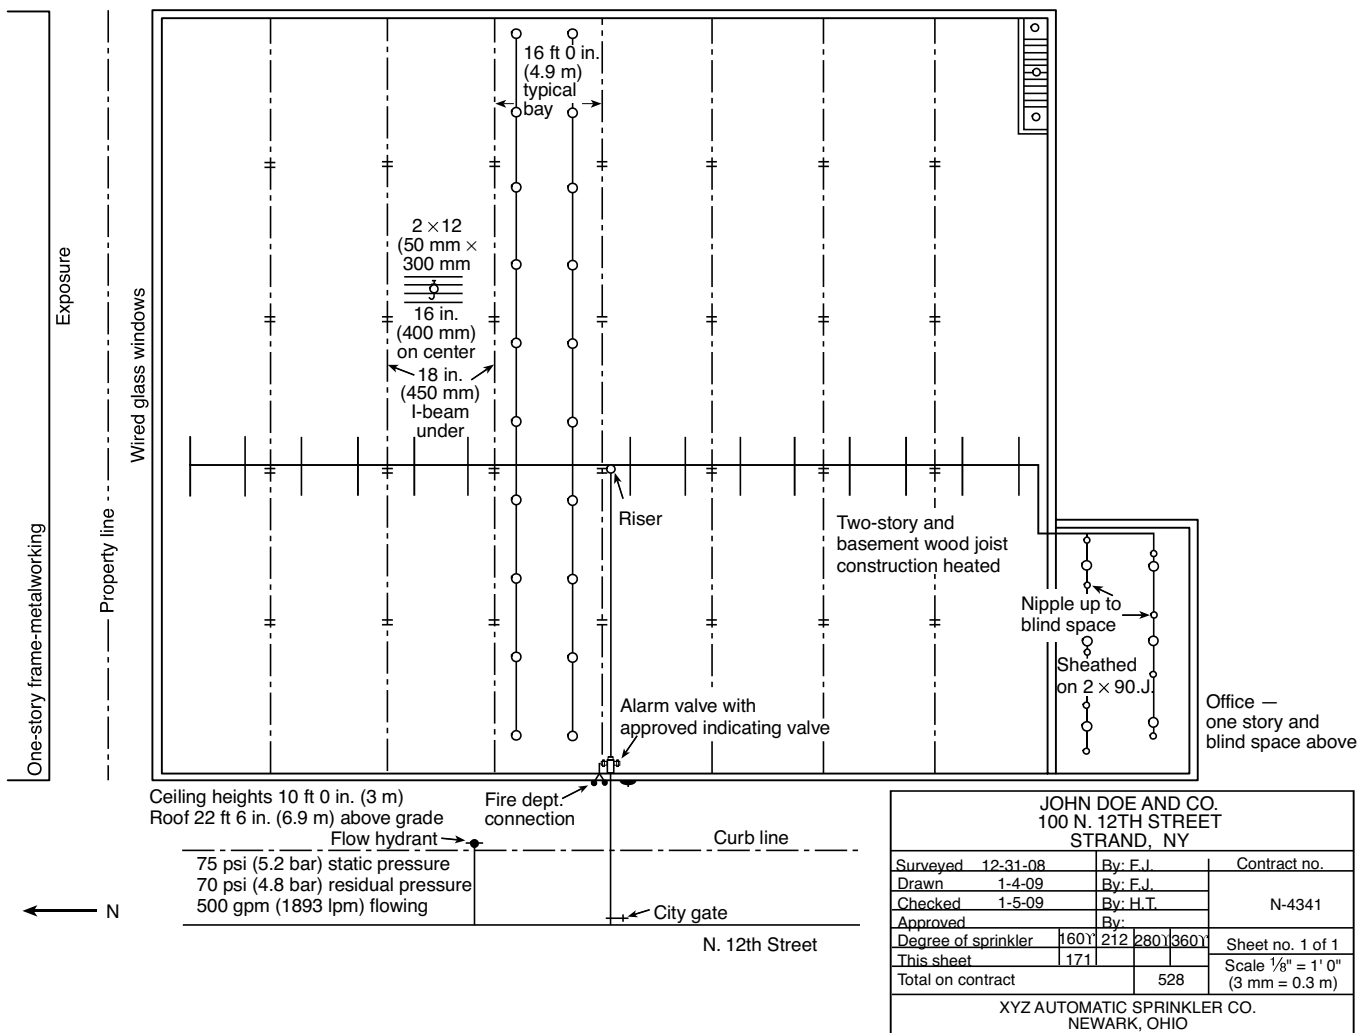 16 ft 0 in.
(4.9 m)
typical
bay
2 × 12
(50 mm ×
300 mm
16 in.
(400 mm)
on center
18 in.
(450 mm)
I-beam
under
Exposure
Wired glass windows
Property line
One-story frame-metalworking
Riser
Two-story and
basement wood joist
construction heated
Nipple up to
blind space
Sheathed
on 2 × 90.J.
Office —
one story and
blind space above
Alarm valve with
approved indicating valve
Ceiling heights 10 ft 0 in. (3 m)
Roof 22 ft 6 in. (6.9 m) above grade
Fire dept.
connection
Flow hydrant
Curb line
75 psi (5.2 bar) static pressure
70 psi (4.8 bar) residual pressure
500 gpm (1893 lpm) flowing
N
City gate
N. 12th Street
JOHN DOE AND CO.
100 N. 12TH STREET
STRAND, NY
Surveyed 12-31-08 By: F.J. Contract no.
Drawn 1-4-09 By: F.J.
Checked 1-5-09 By: H.T. N-4341
Approved By:
Degree of sprinkler 160ϒ 212 280ϒ 360ϒ Sheet no. 1 of 1
This sheet 171
Scale 1/8" = 1' 0"
Total on contract 528 (3 mm = 0.3 m)
XYZ AUTOMATIC SPRINKLER CO.
NEWARK, OHIO